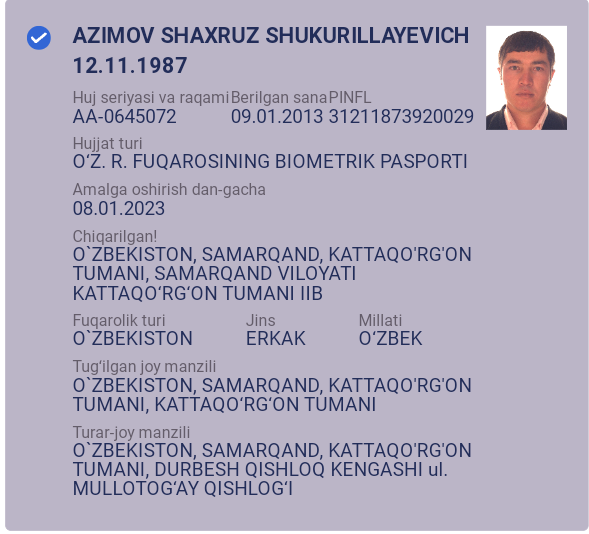 AZIMOV SHAXRUZ SHUKURILLAYEVICH
12.11.1987
Huj seriyasi va raqami Berilgan sana PINFL
AA-0645072 09.01.2013 31211873920029
Hujjat turi
O‘Z. R. FUQAROSINING BIOMETRIK PASPORTI
Amalga oshirish dan-gacha
08.01.2023
Chiqarilgan!
O`ZBEKISTON, SAMARQAND, KATTAQO'RG'ON
TUMANI, SAMARQAND VILOYATI
KATTAQO‘RG‘ON TUMANI IIB
Fuqarolik turi Jins Millati
O`ZBEKISTON ERKAK O‘ZBEK
Tug‘ilgan joy manzili
O`ZBEKISTON, SAMARQAND, KATTAQO'RG'ON
TUMANI, KATTAQO‘RG‘ON TUMANI
Turar-joy manzili
O`ZBEKISTON, SAMARQAND, KATTAQO'RG'ON
TUMANI, DURBESH QISHLOQ KENGASHI ul.
MULLOTOG‘AY QISHLOG‘I